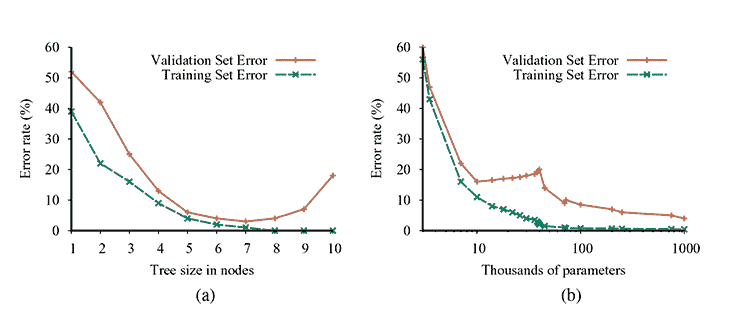 60
50
40
30
20
10
0
Error rate (%)
Validation Set Error
Training Set Error
1 2 3 4 5 6 7 8 9 10
Tree size in nodes
(a)
60
50
40
30
20
10
0
Error rate (%)
Validation Set Error
Training Set Error
10 100 1000
Thousands of parameters
(b)